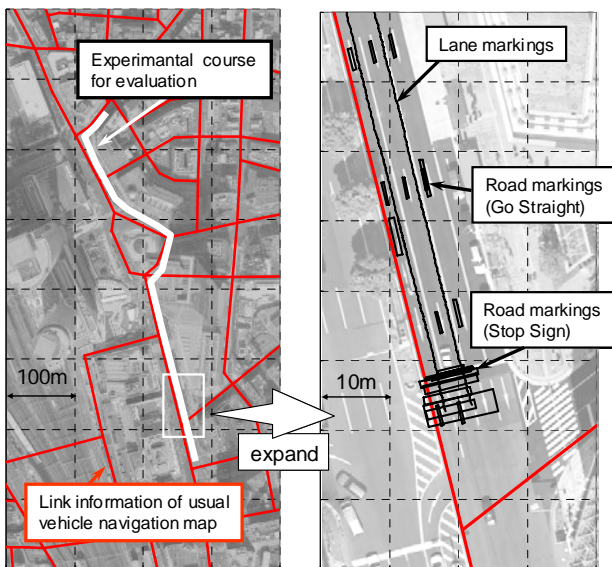 Experimantal course
for evaluation
100m
Link information of usual
vehicle navigation map
expand
Lane markings
Road markings
(Go Straight)
Road markings
(Stop Sign)
10m